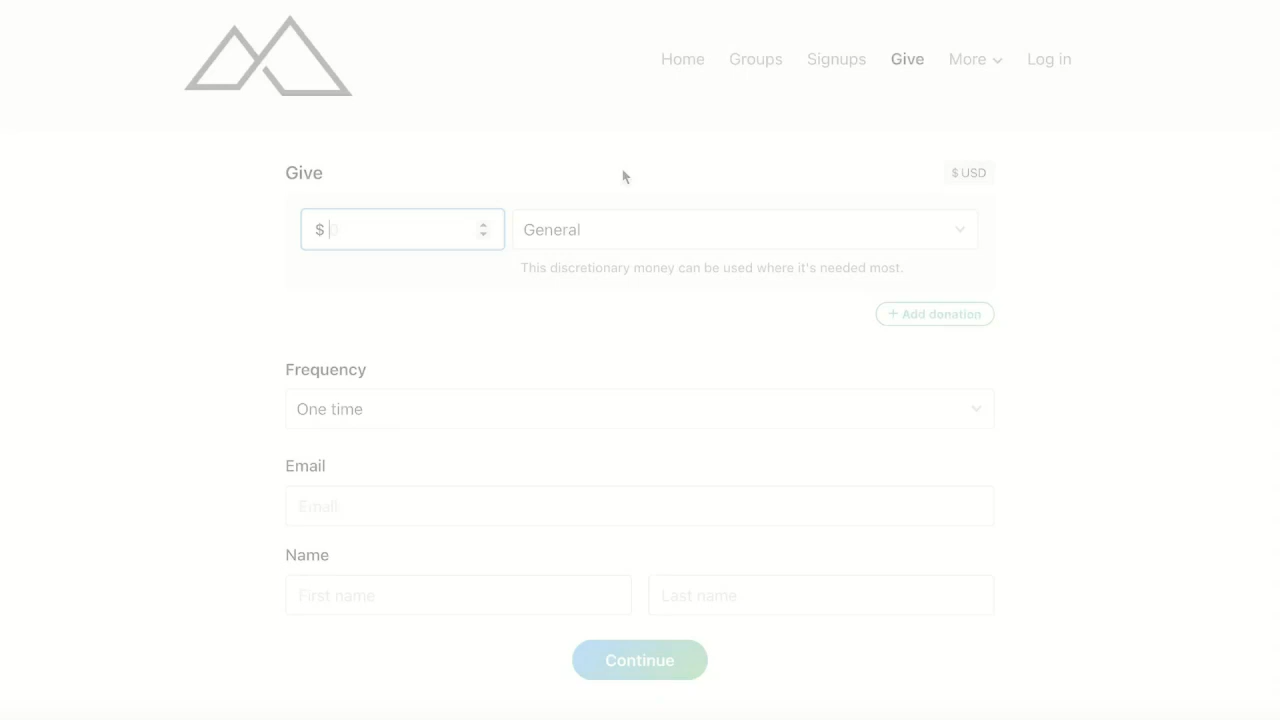 Home Groups Signups Give More Log in
Give
$ USD
$ 0 General
This discretionary money can be used where it's needed most.
+ Add donation
Frequency
One time
Email
Email
Name
First name Last name
Continue